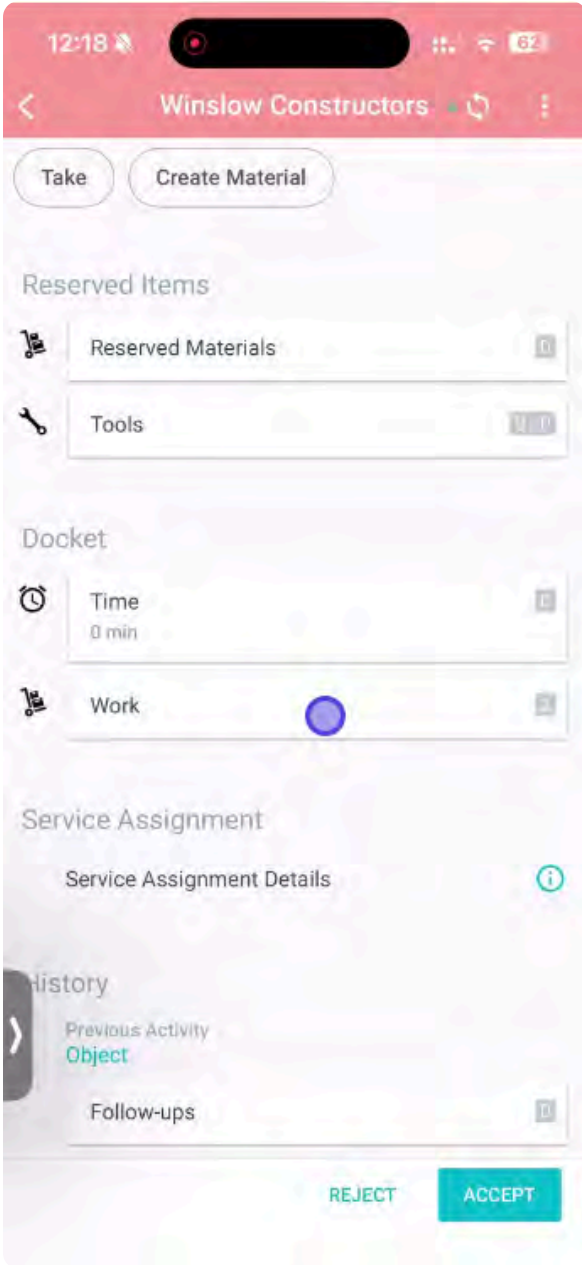 12:18
62
Winslow Constructors
Take
Create Material
Reserved Items
Reserved Materials
Tools
Docket
Time
0 min
Work
Service Assignment
Service Assignment Details
History
Previous Activity
Object
Follow-ups
REJECT
ACCEPT